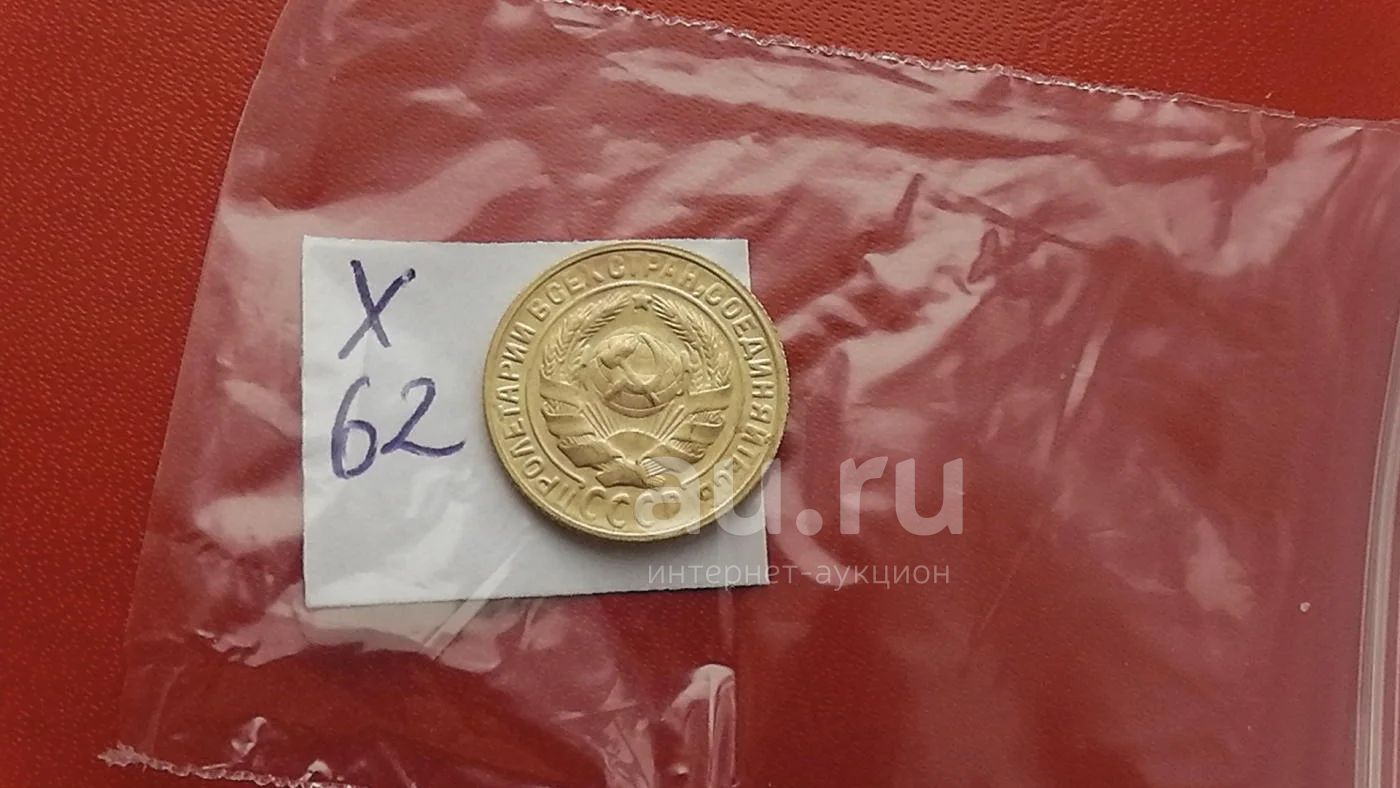 Х
62
ПРОЛЕТАРИИ ВСЕХ СТРАН, СОЕДИНЯЙТЕСЬ
СССР
au.ru
интернет-аукцион